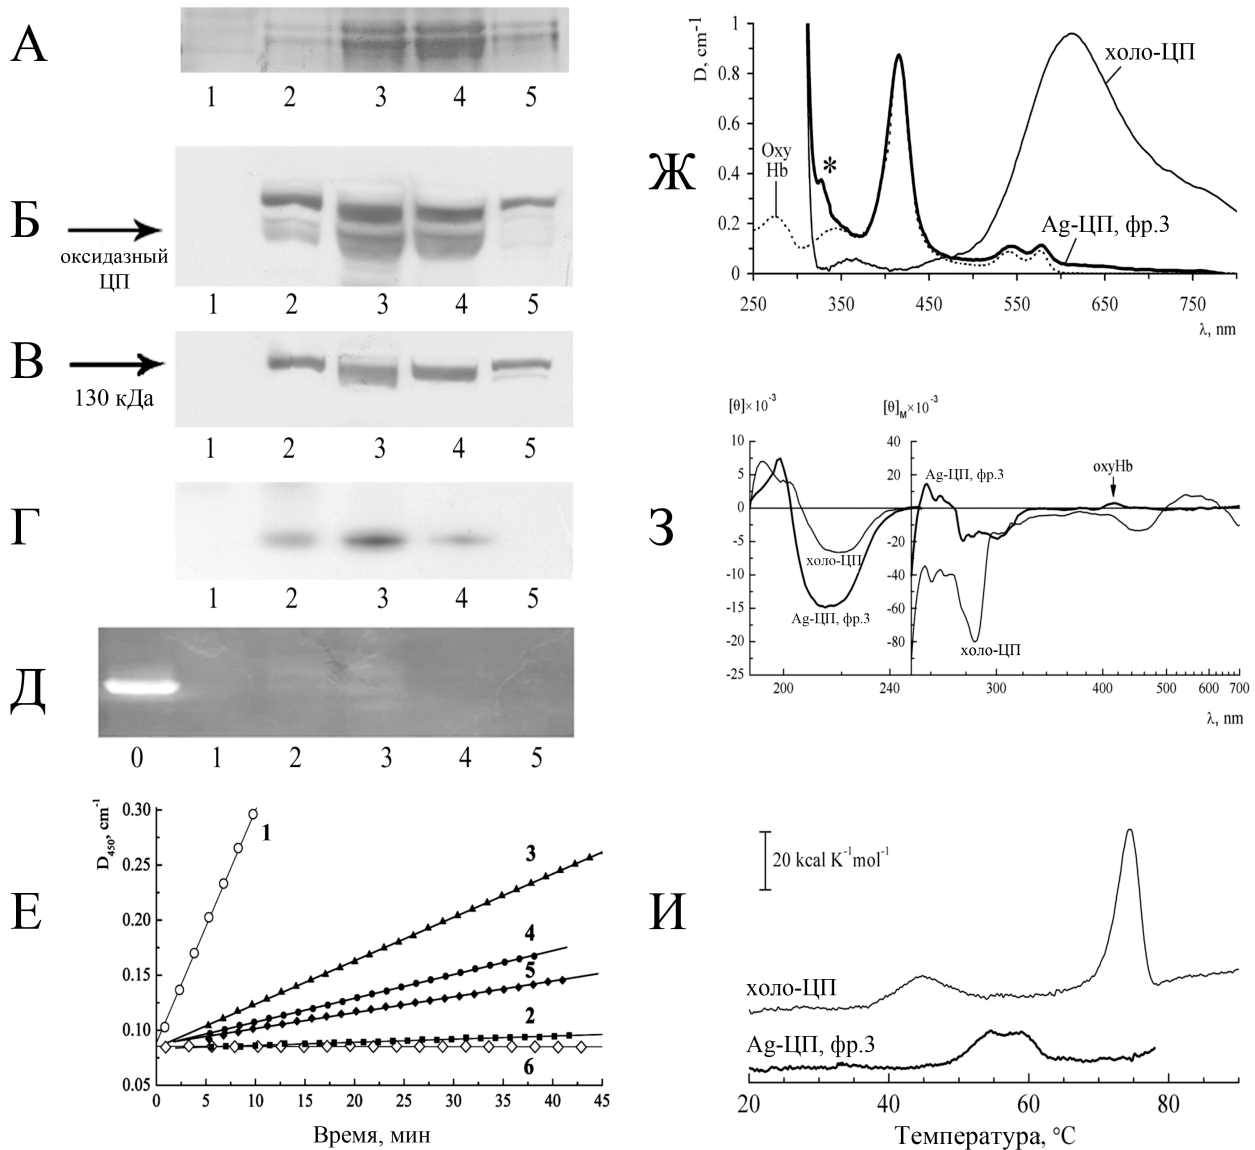 А
1 2 3 4 5
Б
оксидазный
ЦП
1 2 3 4 5
В
130 кДа
1 2 3 4 5
Г
1 2 3 4 5
Д
0 1 2 3 4 5
Е
D450, cm-1
0.30
0.25
0.20
0.15
0.10
0.05
1
3
4
5
2
6
0 5 10 15 20 25 30 35 40 45
Время, мин
Ж
D, cm-1
1
0.8
0.6
0.4
0.2
0
холо-ЦП
Oxy
Hb
*
Ag-ЦП, фр.3
250 350 450 550 650 750
λ, nm
З
[θ]×10-3
10
5
0
-5
-10
-15
-20
-25
холо-ЦП
Ag-ЦП, фр.3
200 240
[θ]M×10-3
40
20
0
-20
-40
-60
-80
Ag-ЦП, фр.3
oxyHb
холо-ЦП
300 400 500 600 700
λ, nm
И
20 kcal K-1mol-1
холо-ЦП
Ag-ЦП, фр.3
20 40 60 80
Температура, °C